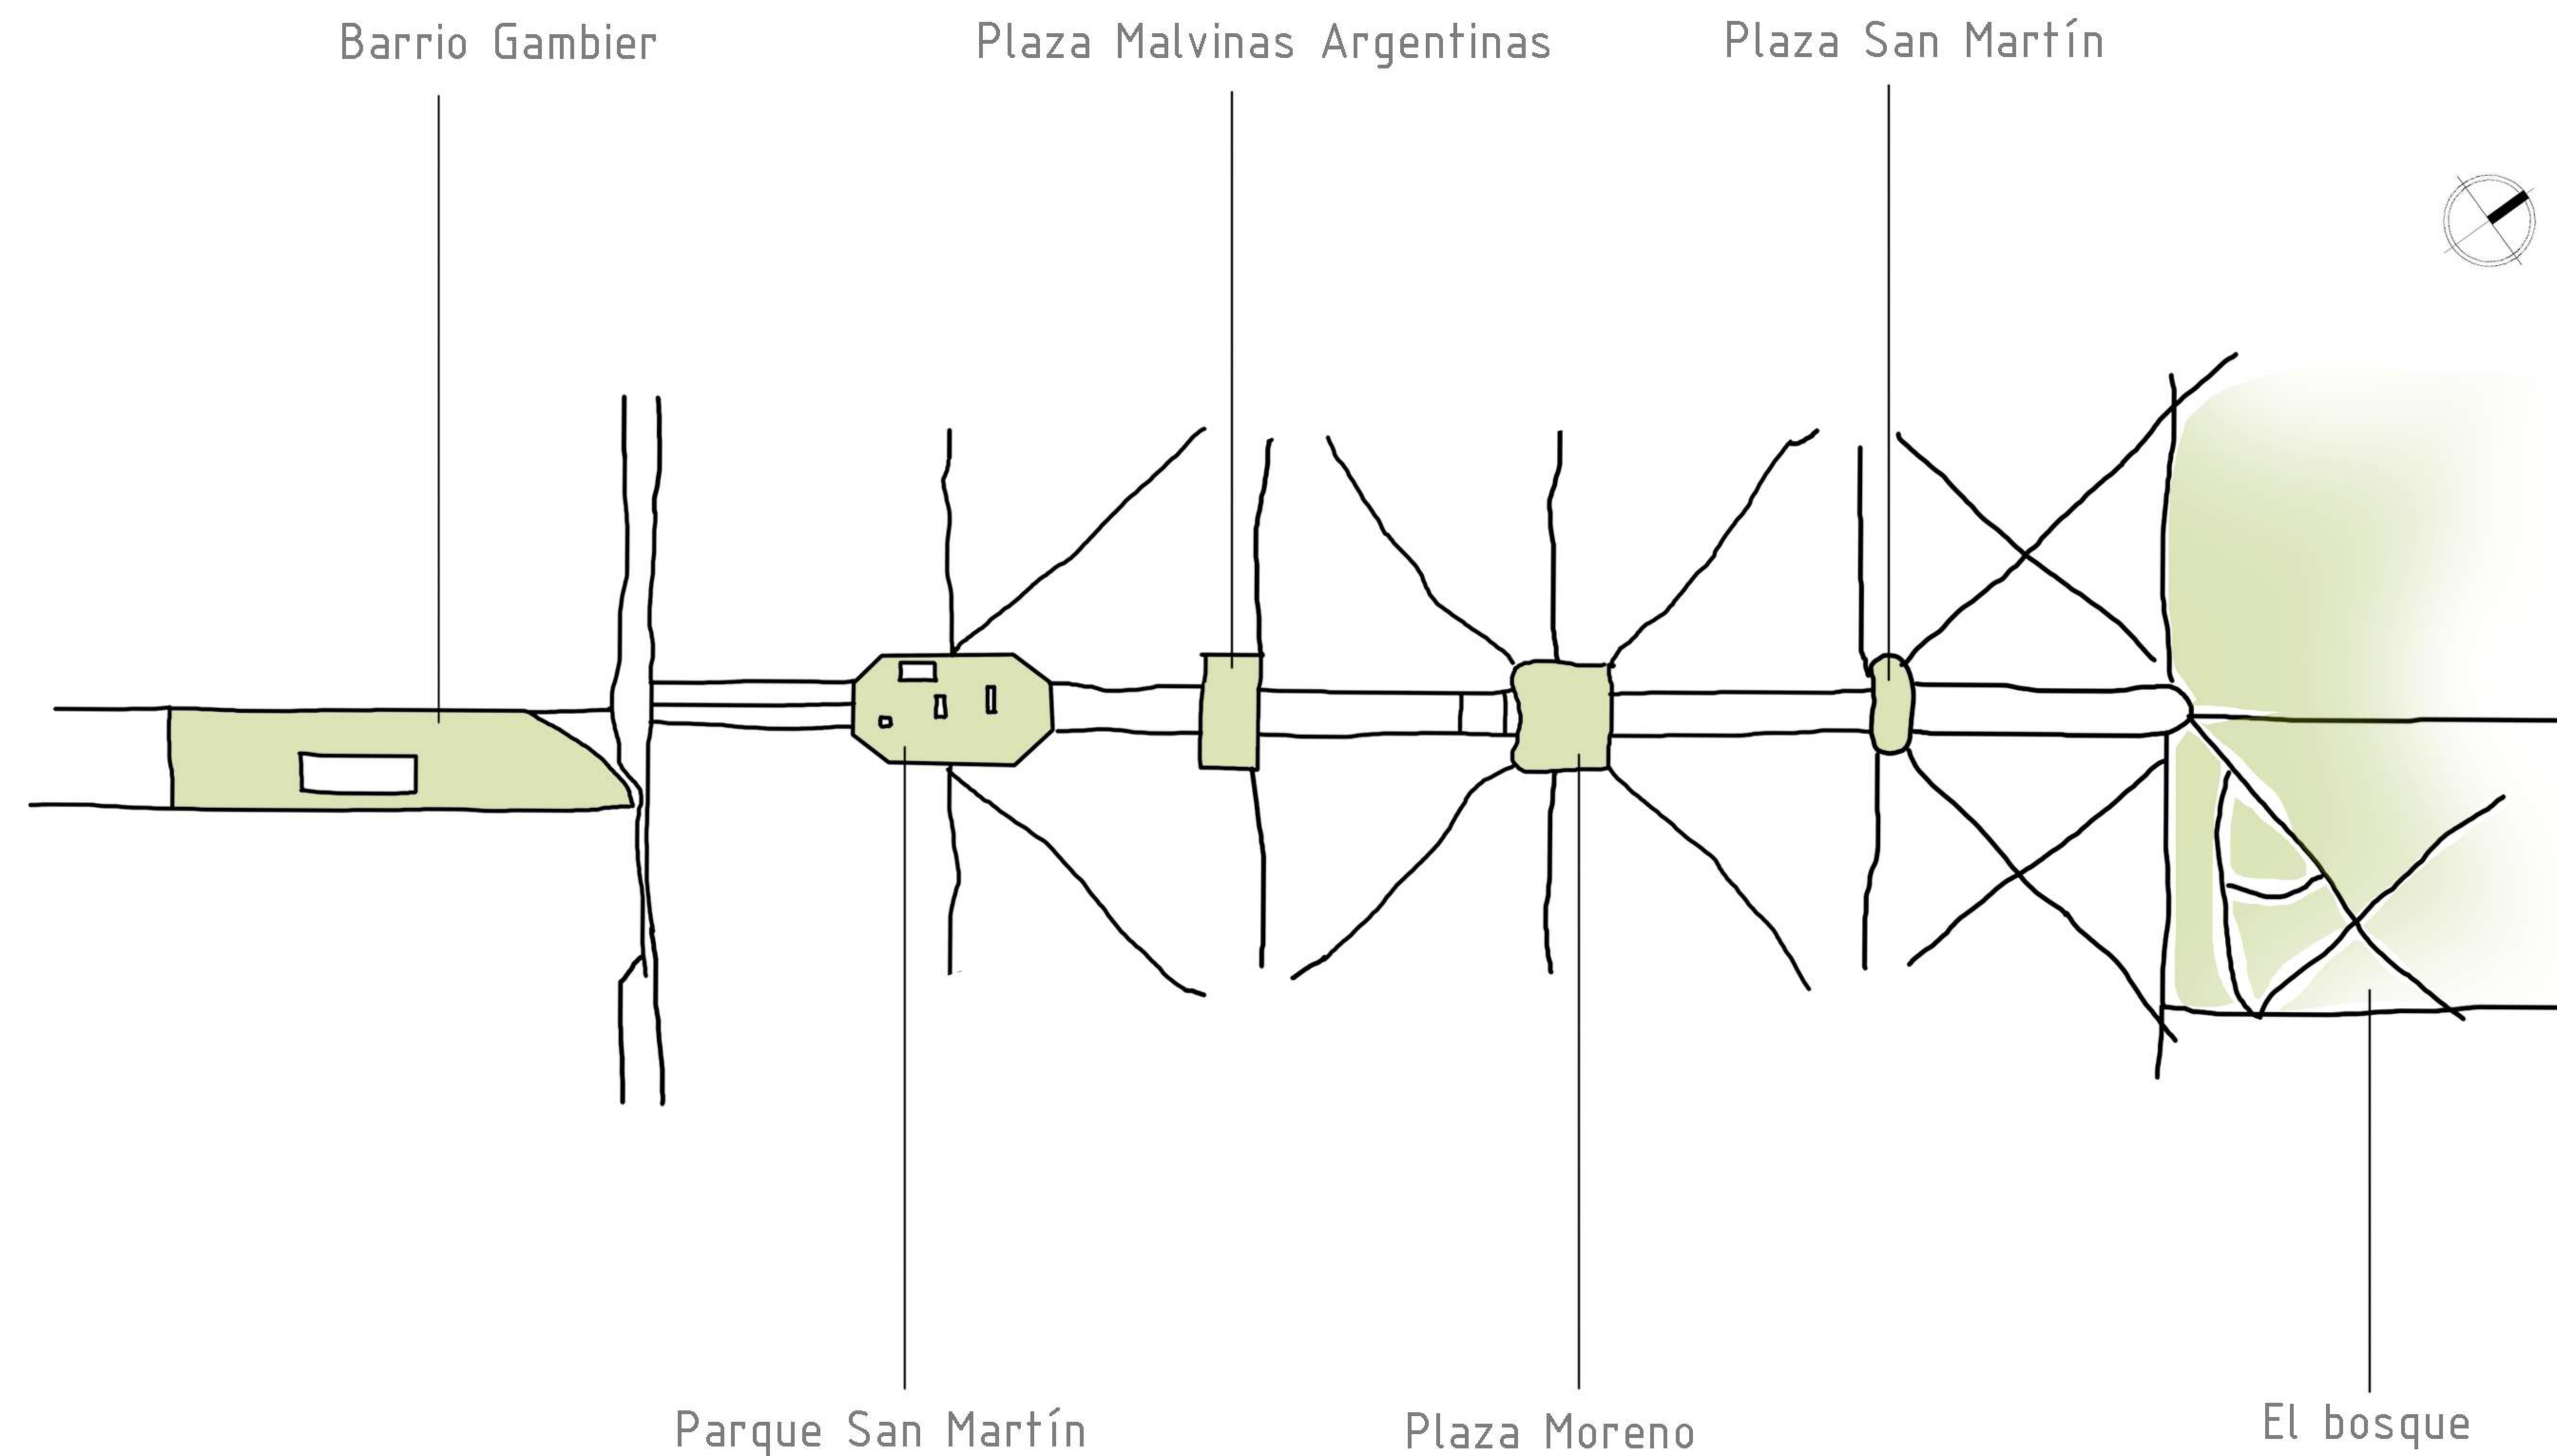 Barrio Gambier
Plaza Malvinas Argentinas
Plaza San Martín
Parque San Martín
Plaza Moreno
El bosque